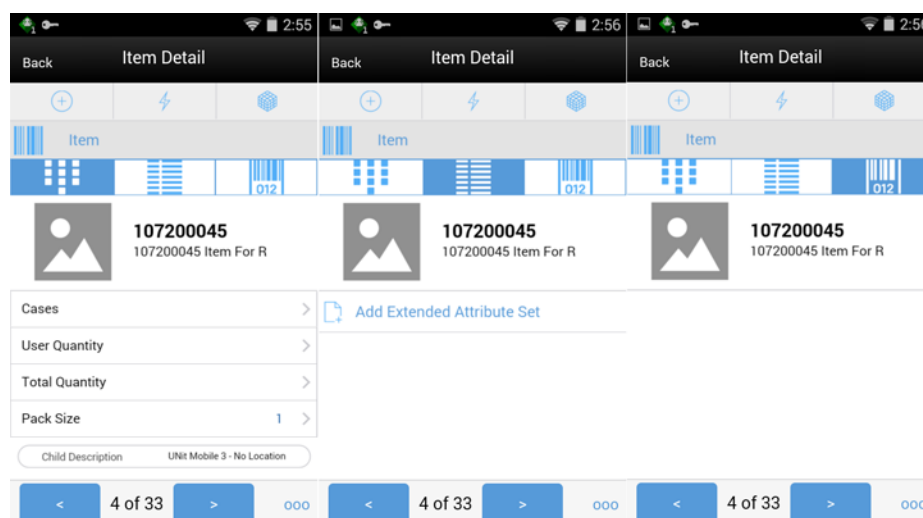 1 2:55
Back Item Detail
Item
012
107200045
107200045 Item For R
Cases >
User Quantity >
Total Quantity >
Pack Size 1 >
Child Description UNit Mobile 3 - No Location
< 4 of 33 > ooo
1 2:56
Back Item Detail
Item
012
107200045
107200045 Item For R
Add Extended Attribute Set
< 4 of 33 > ooo
1
Back Item Detail
Item
012
107200045
107200045 Item For R
< 4 of 33 >